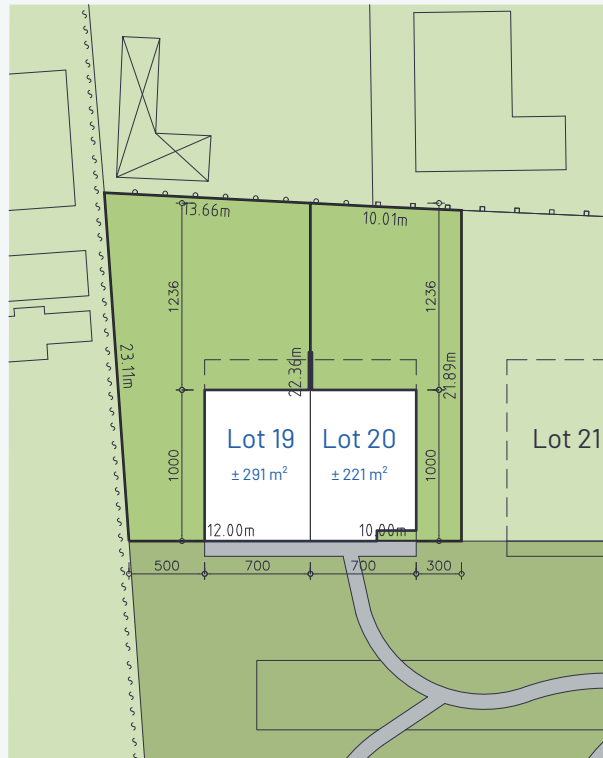 13.66m
10.01m
1236
1236
23.11m
22.36m
21.89m
Lot 19
Lot 20
Lot 21
± 291 m²
± 221 m²
1000
1000
12.00m
10.00m
500
700
700
300